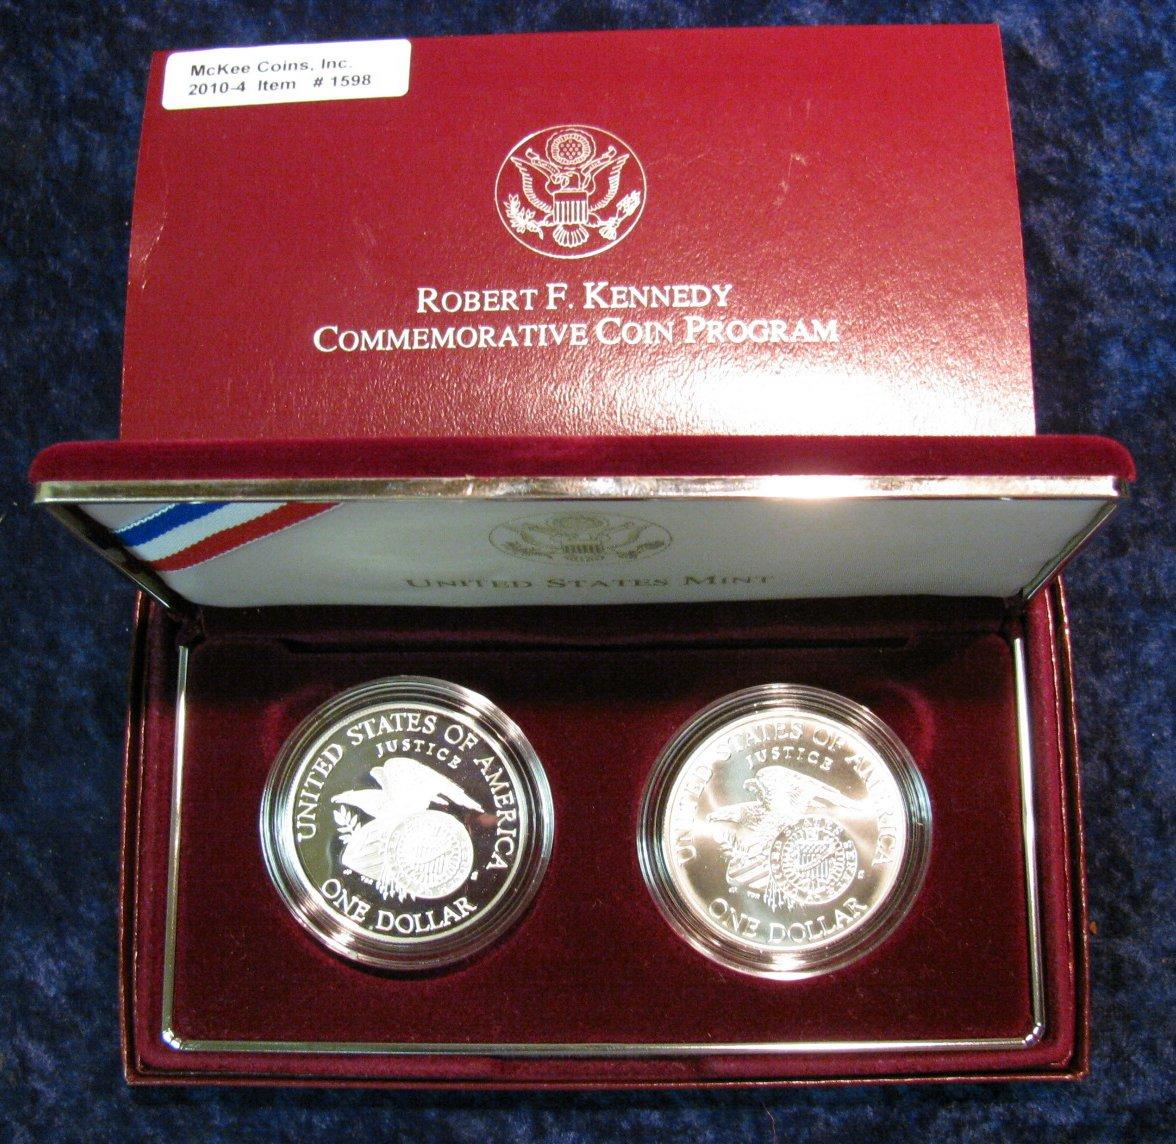 McKee Coins, Inc.
2010-4 Item # 1598
ROBERT F. KENNEDY
COMMEMORATIVE COIN PROGRAM
UNITED STATES MINT
UNITED STATES OF AMERICA
JUSTICE
ONE DOLLAR
UNITED STATES OF AMERICA
JUSTICE
ONE DOLLAR